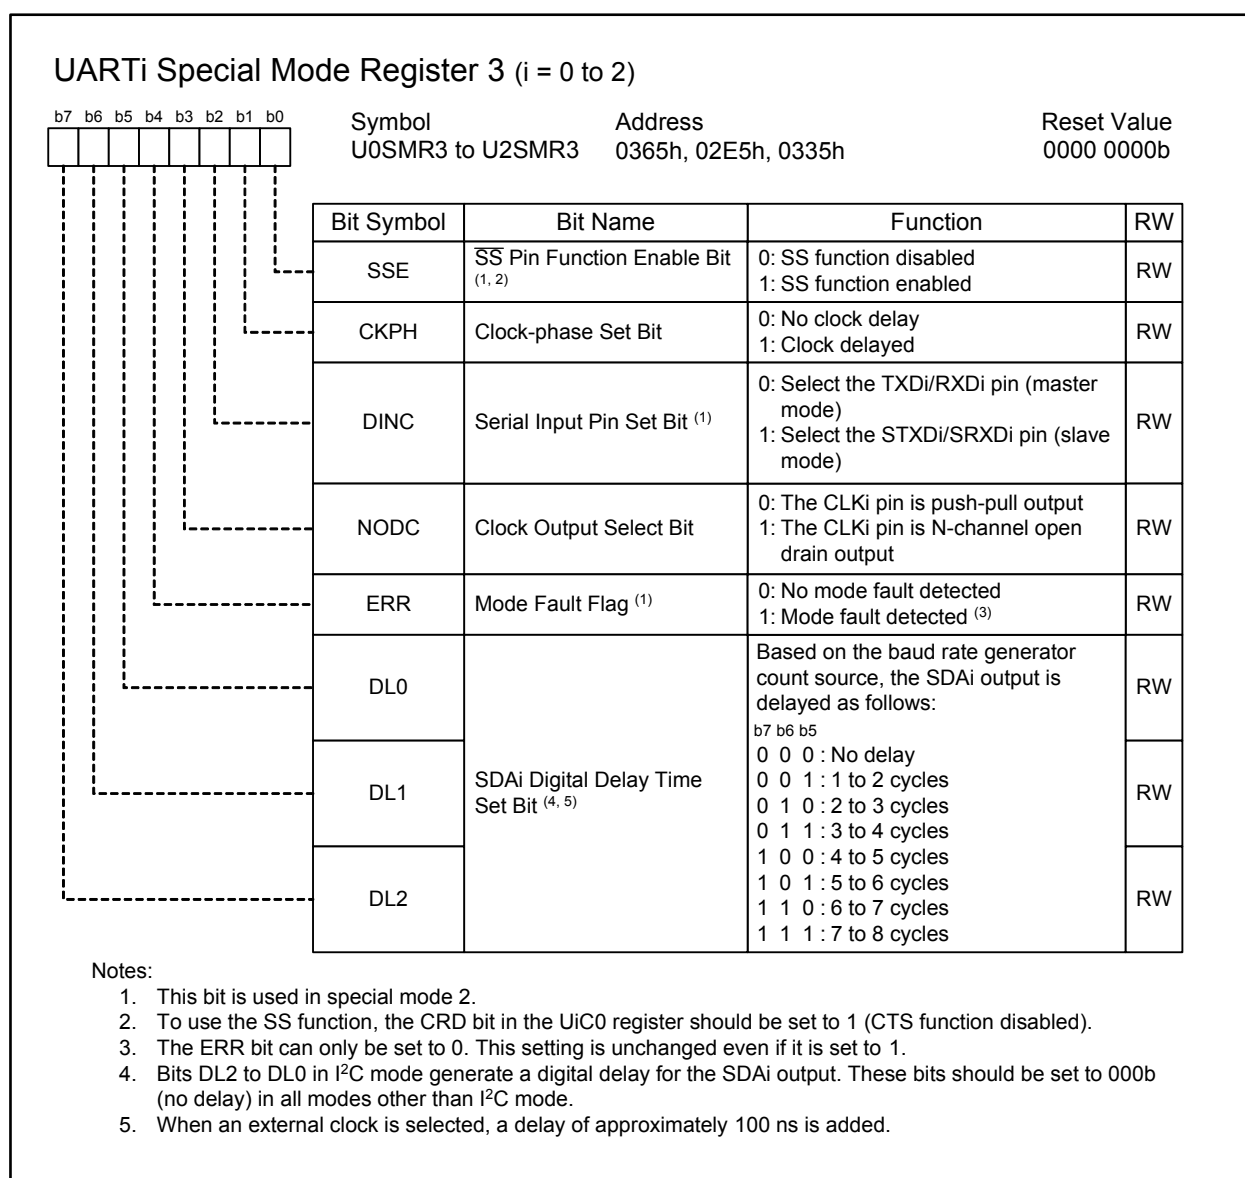 UARTi Special Mode Register 3 (i = 0 to 2)
b7 b6 b5 b4 b3 b2 b1 b0
Symbol Address Reset Value
U0SMR3 to U2SMR3 0365h, 02E5h, 0335h 0000 0000b
Bit Symbol Bit Name Function RW
SSE SS Pin Function Enable Bit (1, 2) 0: SS function disabled
1: SS function enabled RW
CKPH Clock-phase Set Bit 0: No clock delay
1: Clock delayed RW
DINC Serial Input Pin Set Bit (1) 0: Select the TXDi/RXDi pin (master
mode)
1: Select the STXDi/SRXDi pin (slave
mode) RW
NODC Clock Output Select Bit 0: The CLKi pin is push-pull output
1: The CLKi pin is N-channel open
drain output RW
ERR Mode Fault Flag (1) 0: No mode fault detected
1: Mode fault detected (3) RW
DL0 Based on the baud rate generator
count source, the SDAi output is
delayed as follows: RW
b7 b6 b5
0 0 0 : No delay
DL1 SDAi Digital Delay Time
Set Bit (4, 5) 0 0 1 : 1 to 2 cycles RW
0 1 0 : 2 to 3 cycles
0 1 1 : 3 to 4 cycles
1 0 0 : 4 to 5 cycles
DL2 1 0 1 : 5 to 6 cycles RW
1 1 0 : 6 to 7 cycles
1 1 1 : 7 to 8 cycles
Notes:
1. This bit is used in special mode 2.
2. To use the SS function, the CRD bit in the UiC0 register should be set to 1 (CTS function disabled).
3. The ERR bit can only be set to 0. This setting is unchanged even if it is set to 1.
4. Bits DL2 to DL0 in I²C mode generate a digital delay for the SDAi output. These bits should be set to 000b
(no delay) in all modes other than I²C mode.
5. When an external clock is selected, a delay of approximately 100 ns is added.